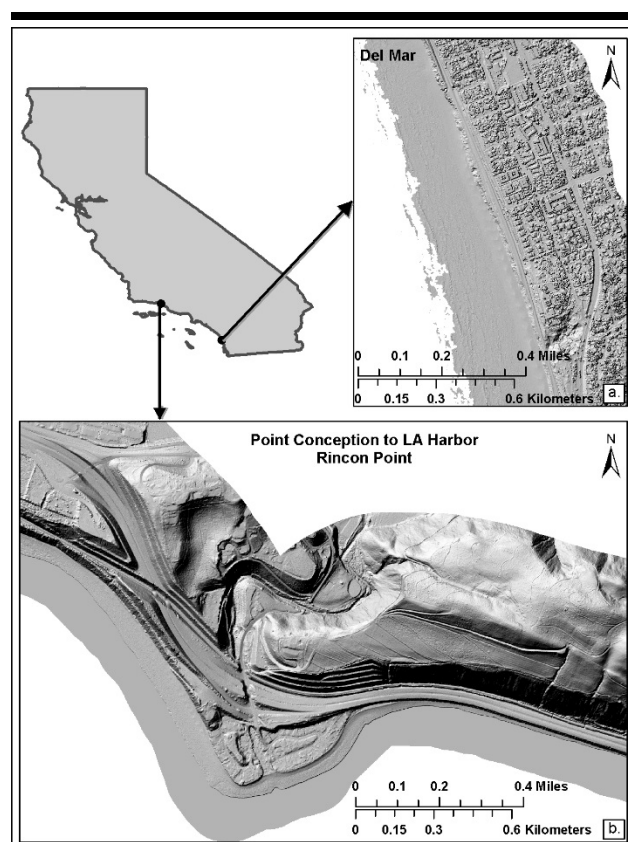 Del Mar
N
0 0.1 0.2 0.4 Miles
0 0.15 0.3 0.6 Kilometers
a.
Point Conception to LA Harbor
Rincon Point
N
0 0.1 0.2 0.4 Miles
0 0.15 0.3 0.6 Kilometers
b.